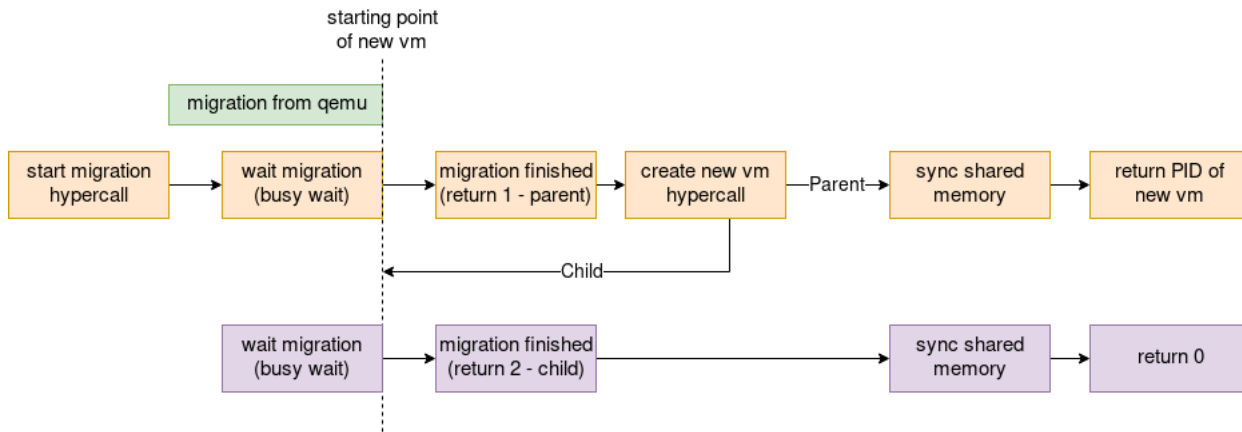 starting point
of new vm
migration from qemu
start migration
hypercall
wait migration
(busy wait)
migration finished
(return 1 - parent)
create new vm
hypercall
Parent
sync shared
memory
return PID of
new vm
Child
wait migration
(busy wait)
migration finished
(return 2 - child)
sync shared
memory
return 0